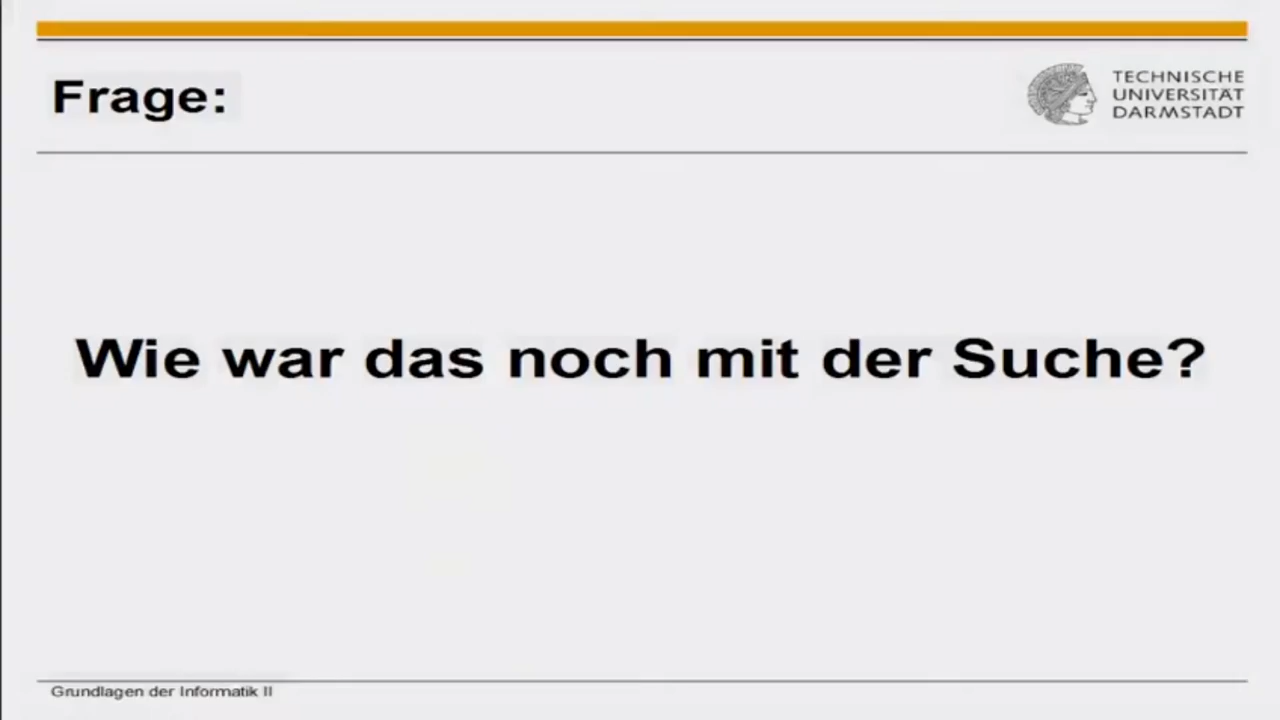 Frage:
TECHNISCHE
UNIVERSITÄT
DARMSTADT
Wie war das noch mit der Suche?
Grundlagen der Informatik II